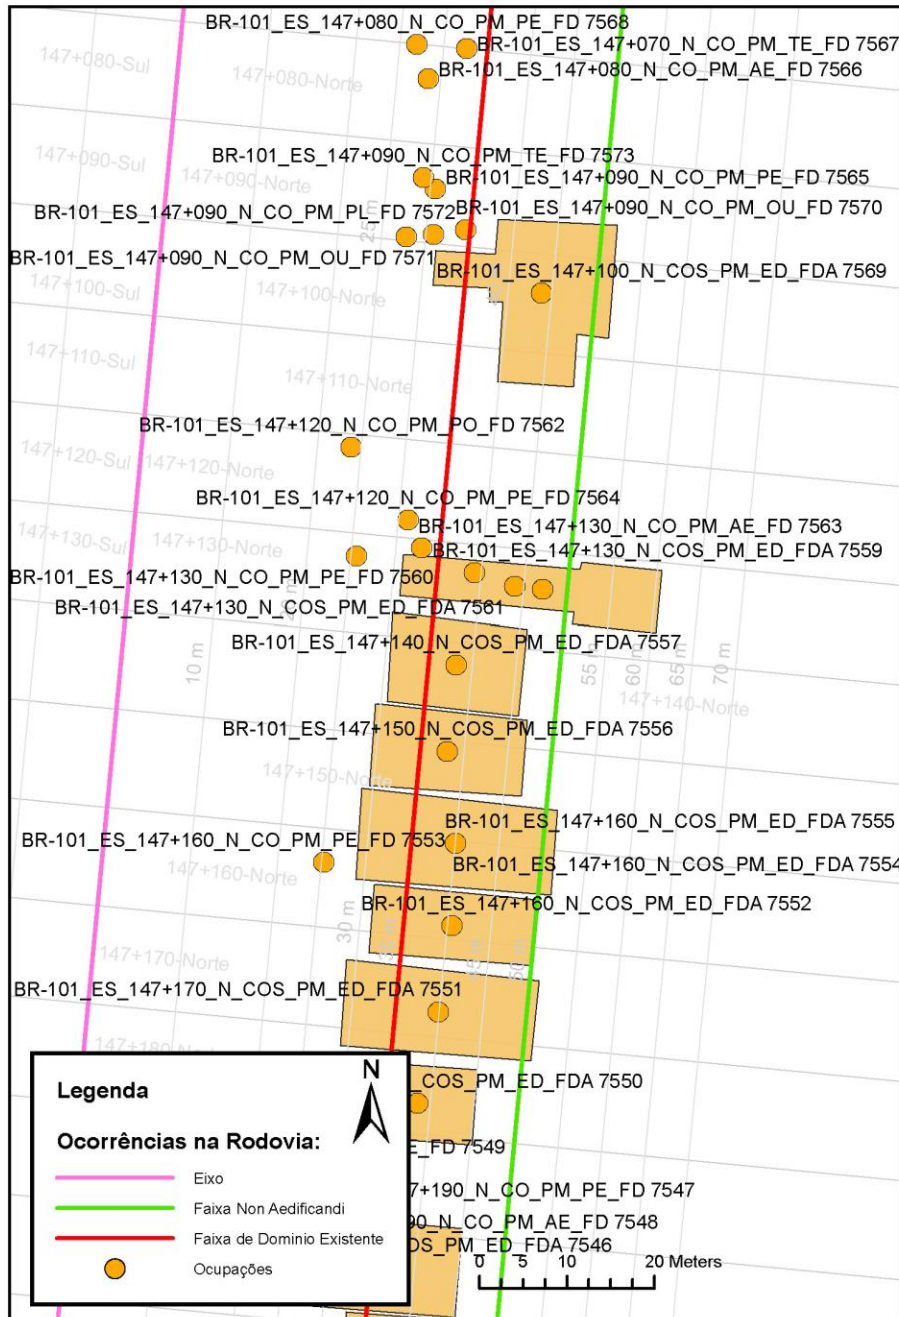 BR-101_ES_147+080_N_CO_PM_PE_FD 7568
BR-101_ES_147+070_N_CO_PM_TE_FD 7567
147+080-Sul
147+080-Norte
BR-101_ES_147+080_N_CO_PM_AE_FD 7566
147+090-Sul
BR-101_ES_147+090_N_CO_PM_TE_FD 7573
147+090-Norte
BR-101_ES_147+090_N_CO_PM_PE_FD 7565
BR-101_ES_147+090_N_CO_PM_PL_FD 7572
25 m
BR-101_ES_147+090_N_CO_PM_OU_FD 7570
BR-101_ES_147+090_N_CO_PM_OU_FD 7571
BR-101_ES_147+100_N_COS_PM_ED_FDA 7569
147+100-Sul
147+100-Norte
147+110-Sul
147+110-Norte
BR-101_ES_147+120_N_CO_PM_PO_FD 7562
147+120-Sul
147+120-Norte
BR-101_ES_147+120_N_CO_PM_PE_FD 7564
147+130-Sul
147+130-Norte
BR-101_ES_147+130_N_CO_PM_AE_FD 7563
BR-101_ES_147+130_N_COS_PM_ED_FDA 7559
BR-101_ES_147+130_N_CO_PM_PE_FD 7560
BR-101_ES_147+130_N_COS_PM_ED_FDA 7561
BR-101_ES_147+140_N_COS_PM_ED_FDA 7557
10 m
55 m
60 m
65 m
70 m
147+140-Norte
BR-101_ES_147+150_N_COS_PM_ED_FDA 7556
147+150-Norte
BR-101_ES_147+160_N_COS_PM_ED_FDA 7555
BR-101_ES_147+160_N_CO_PM_PE_FD 7553
BR-101_ES_147+160_N_COS_PM_ED_FDA 7554
147+160-Norte
BR-101_ES_147+160_N_COS_PM_ED_FDA 7552
30 m
147+170-Norte
BR-101_ES_147+170_N_COS_PM_ED_FDA 7551
_COS_PM_ED_FDA 7550
E_FD 7549
7+190_N_CO_PM_PE_FD 7547
90_N_CO_PM_AE_FD 7548
OS_PM_ED_FDA 7546
Legenda
N
Ocorrências na Rodovia:
Eixo
Faixa Non Aedificandi
Faixa de Dominio Existente
Ocupações
0 5 10 20 Meters